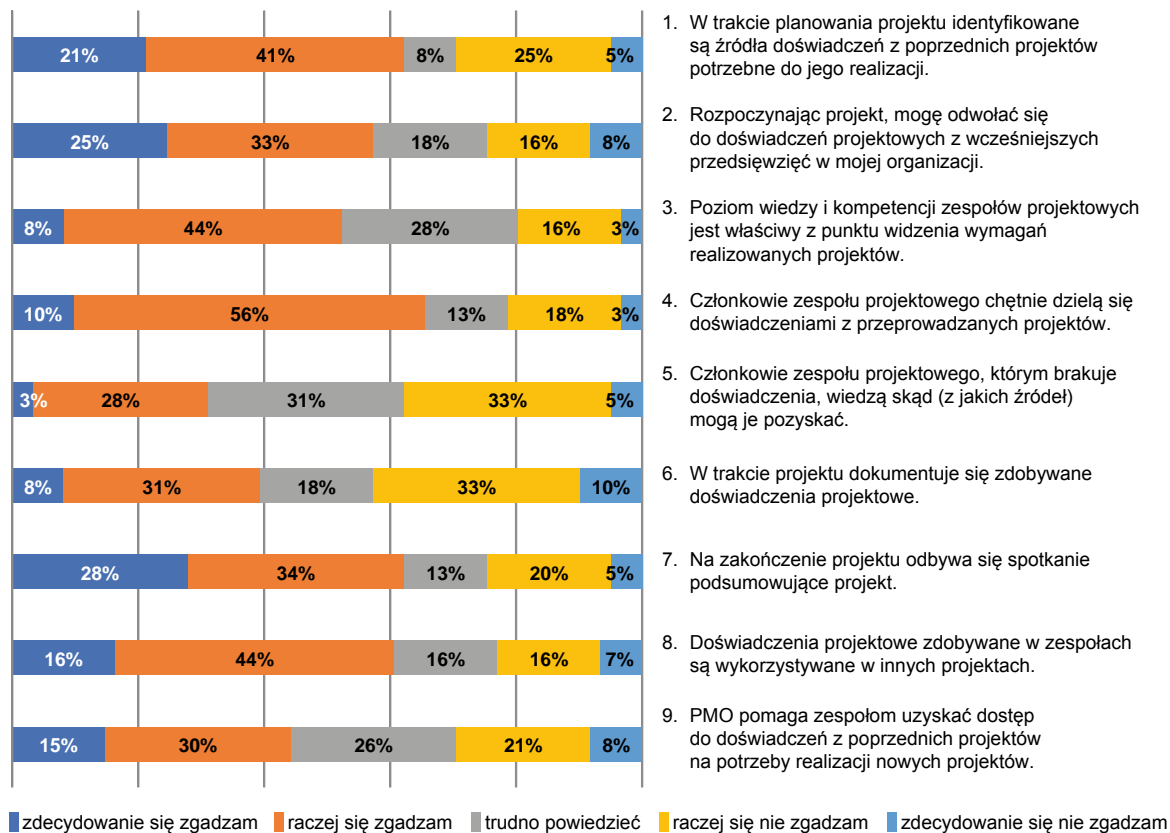 21% 41% 8% 25% 5%
1. W trakcie planowania projektu identyfikowane
są źródła doświadczeń z poprzednich projektów
potrzebne do jego realizacji.
25% 33% 18% 16% 8%
2. Rozpoczynając projekt, mogę odwołać się
do doświadczeń projektowych z wcześniejszych
przedsięwzięć w mojej organizacji.
8% 44% 28% 16% 3%
3. Poziom wiedzy i kompetencji zespołów projektowych
jest właściwy z punktu widzenia wymagań
realizowanych projektów.
10% 56% 13% 18% 3%
4. Członkowie zespołu projektowego chętnie dzielą się
doświadczeniami z przeprowadzanych projektów.
3% 28% 31% 33% 5%
5. Członkowie zespołu projektowego, którym brakuje
doświadczenia, wiedzą skąd (z jakich źródeł)
mogą je pozyskać.
8% 31% 18% 33% 10%
6. W trakcie projektu dokumentuje się zdobywane
doświadczenia projektowe.
28% 34% 13% 20% 5%
7. Na zakończenie projektu odbywa się spotkanie
podsumowujące projekt.
16% 44% 16% 16% 7%
8. Doświadczenia projektowe zdobywane w zespołach
są wykorzystywane w innych projektach.
15% 30% 26% 21% 8%
9. PMO pomaga zespołom uzyskać dostęp
do doświadczeń z poprzednich projektów
na potrzeby realizacji nowych projektów.
zdecydowanie się zgadzam raczej się zgadzam trudno powiedzieć raczej się nie zgadzam zdecydowanie się nie zgadzam